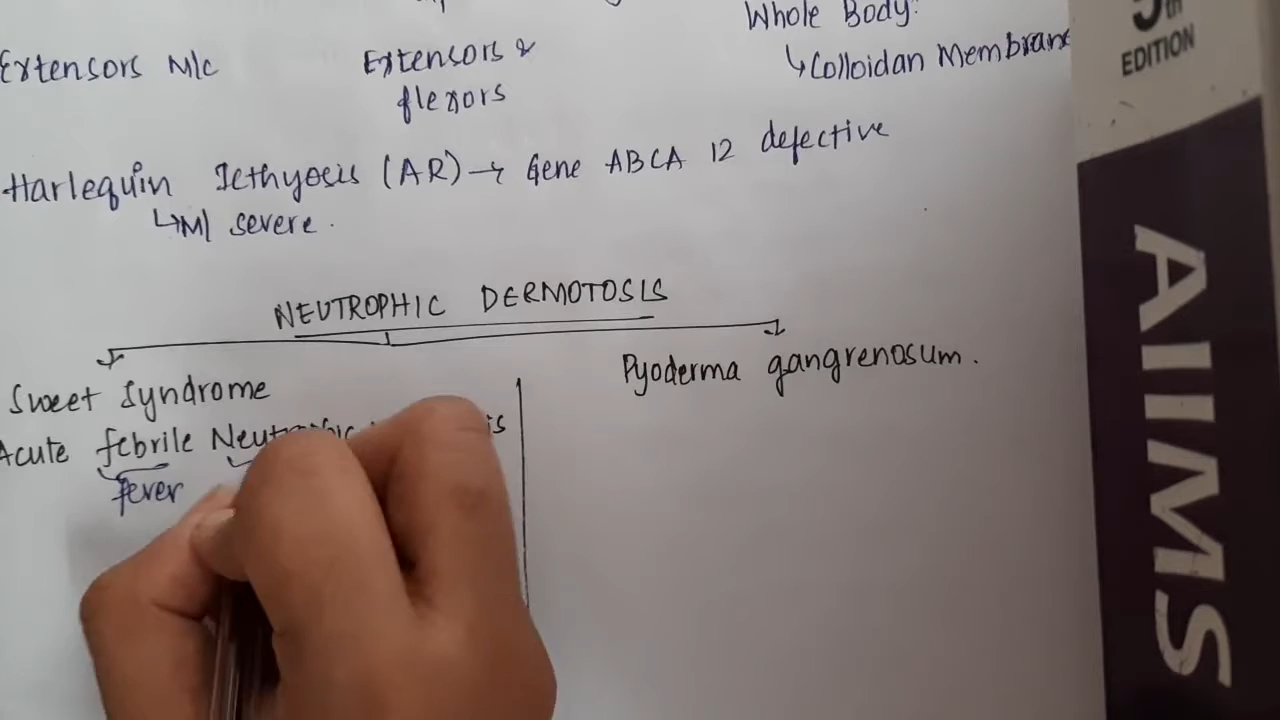 Whole Body.
Extensors M/c
Extensors &
flexors
↳ Colloidan Membrane
Harlequin Icthyosis (AR) → Gene ABCA 12 defective
↳ M/ severe.
NEUTROPHIC DERMOTOSIS
Sweet Syndrome
Pyoderma gangrenosum.
Acute febrile
fever
5th
EDITION
AIIMS